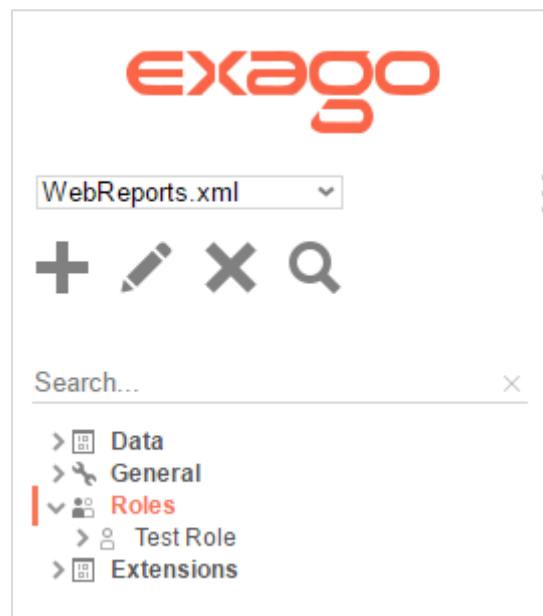 exago
WebReports.xml
Search...
Data
General
Roles
Test Role
Extensions